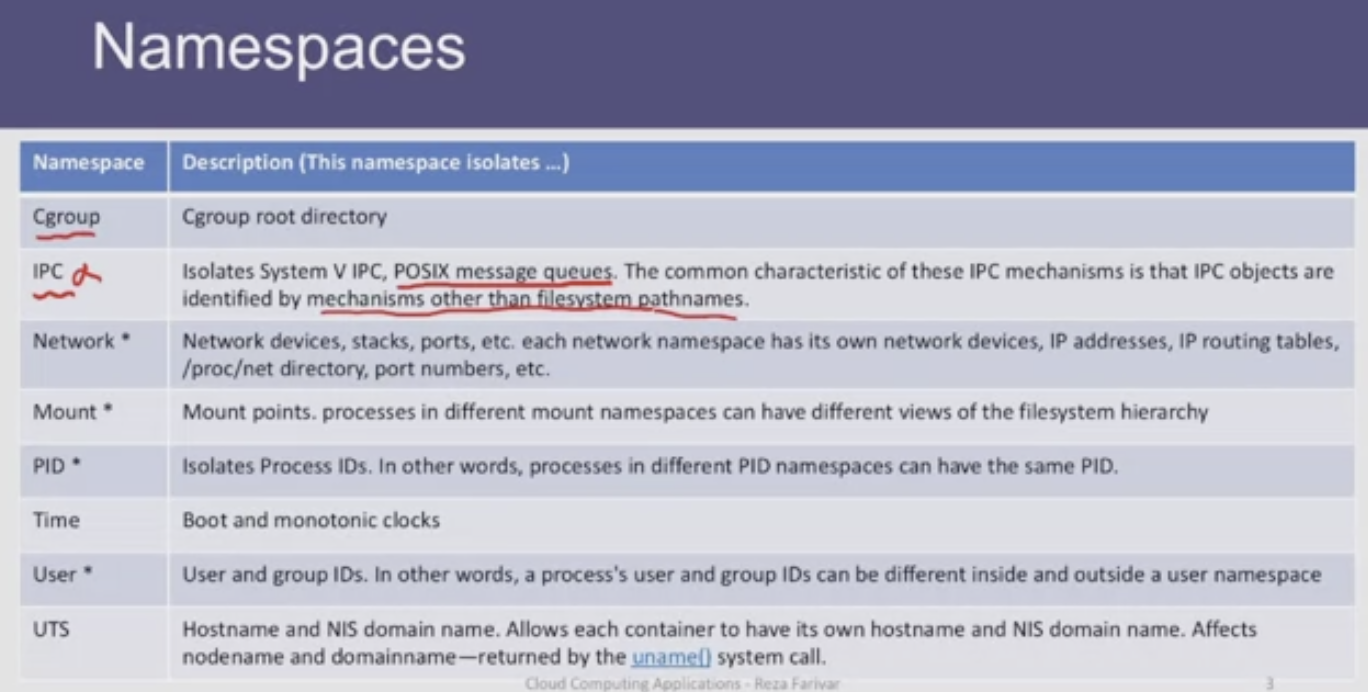 Namespaces
Namespace Description (This namespace isolates ...)
Cgroup Cgroup root directory
IPC Isolates System V IPC, POSIX message queues. The common characteristic of these IPC mechanisms is that IPC objects are
identified by mechanisms other than filesystem pathnames.
Network * Network devices, stacks, ports, etc. each network namespace has its own network devices, IP addresses, IP routing tables,
/proc/net directory, port numbers, etc.
Mount * Mount points. processes in different mount namespaces can have different views of the filesystem hierarchy
PID * Isolates Process IDs. In other words, processes in different PID namespaces can have the same PID.
Time Boot and monotonic clocks
User * User and group IDs. In other words, a process's user and group IDs can be different inside and outside a user namespace
UTS Hostname and NIS domain name. Allows each container to have its own hostname and NIS domain name. Affects
nodename and domainname—returned by the uname() system call.
Cloud Computing Applications - Reza Farivar 3